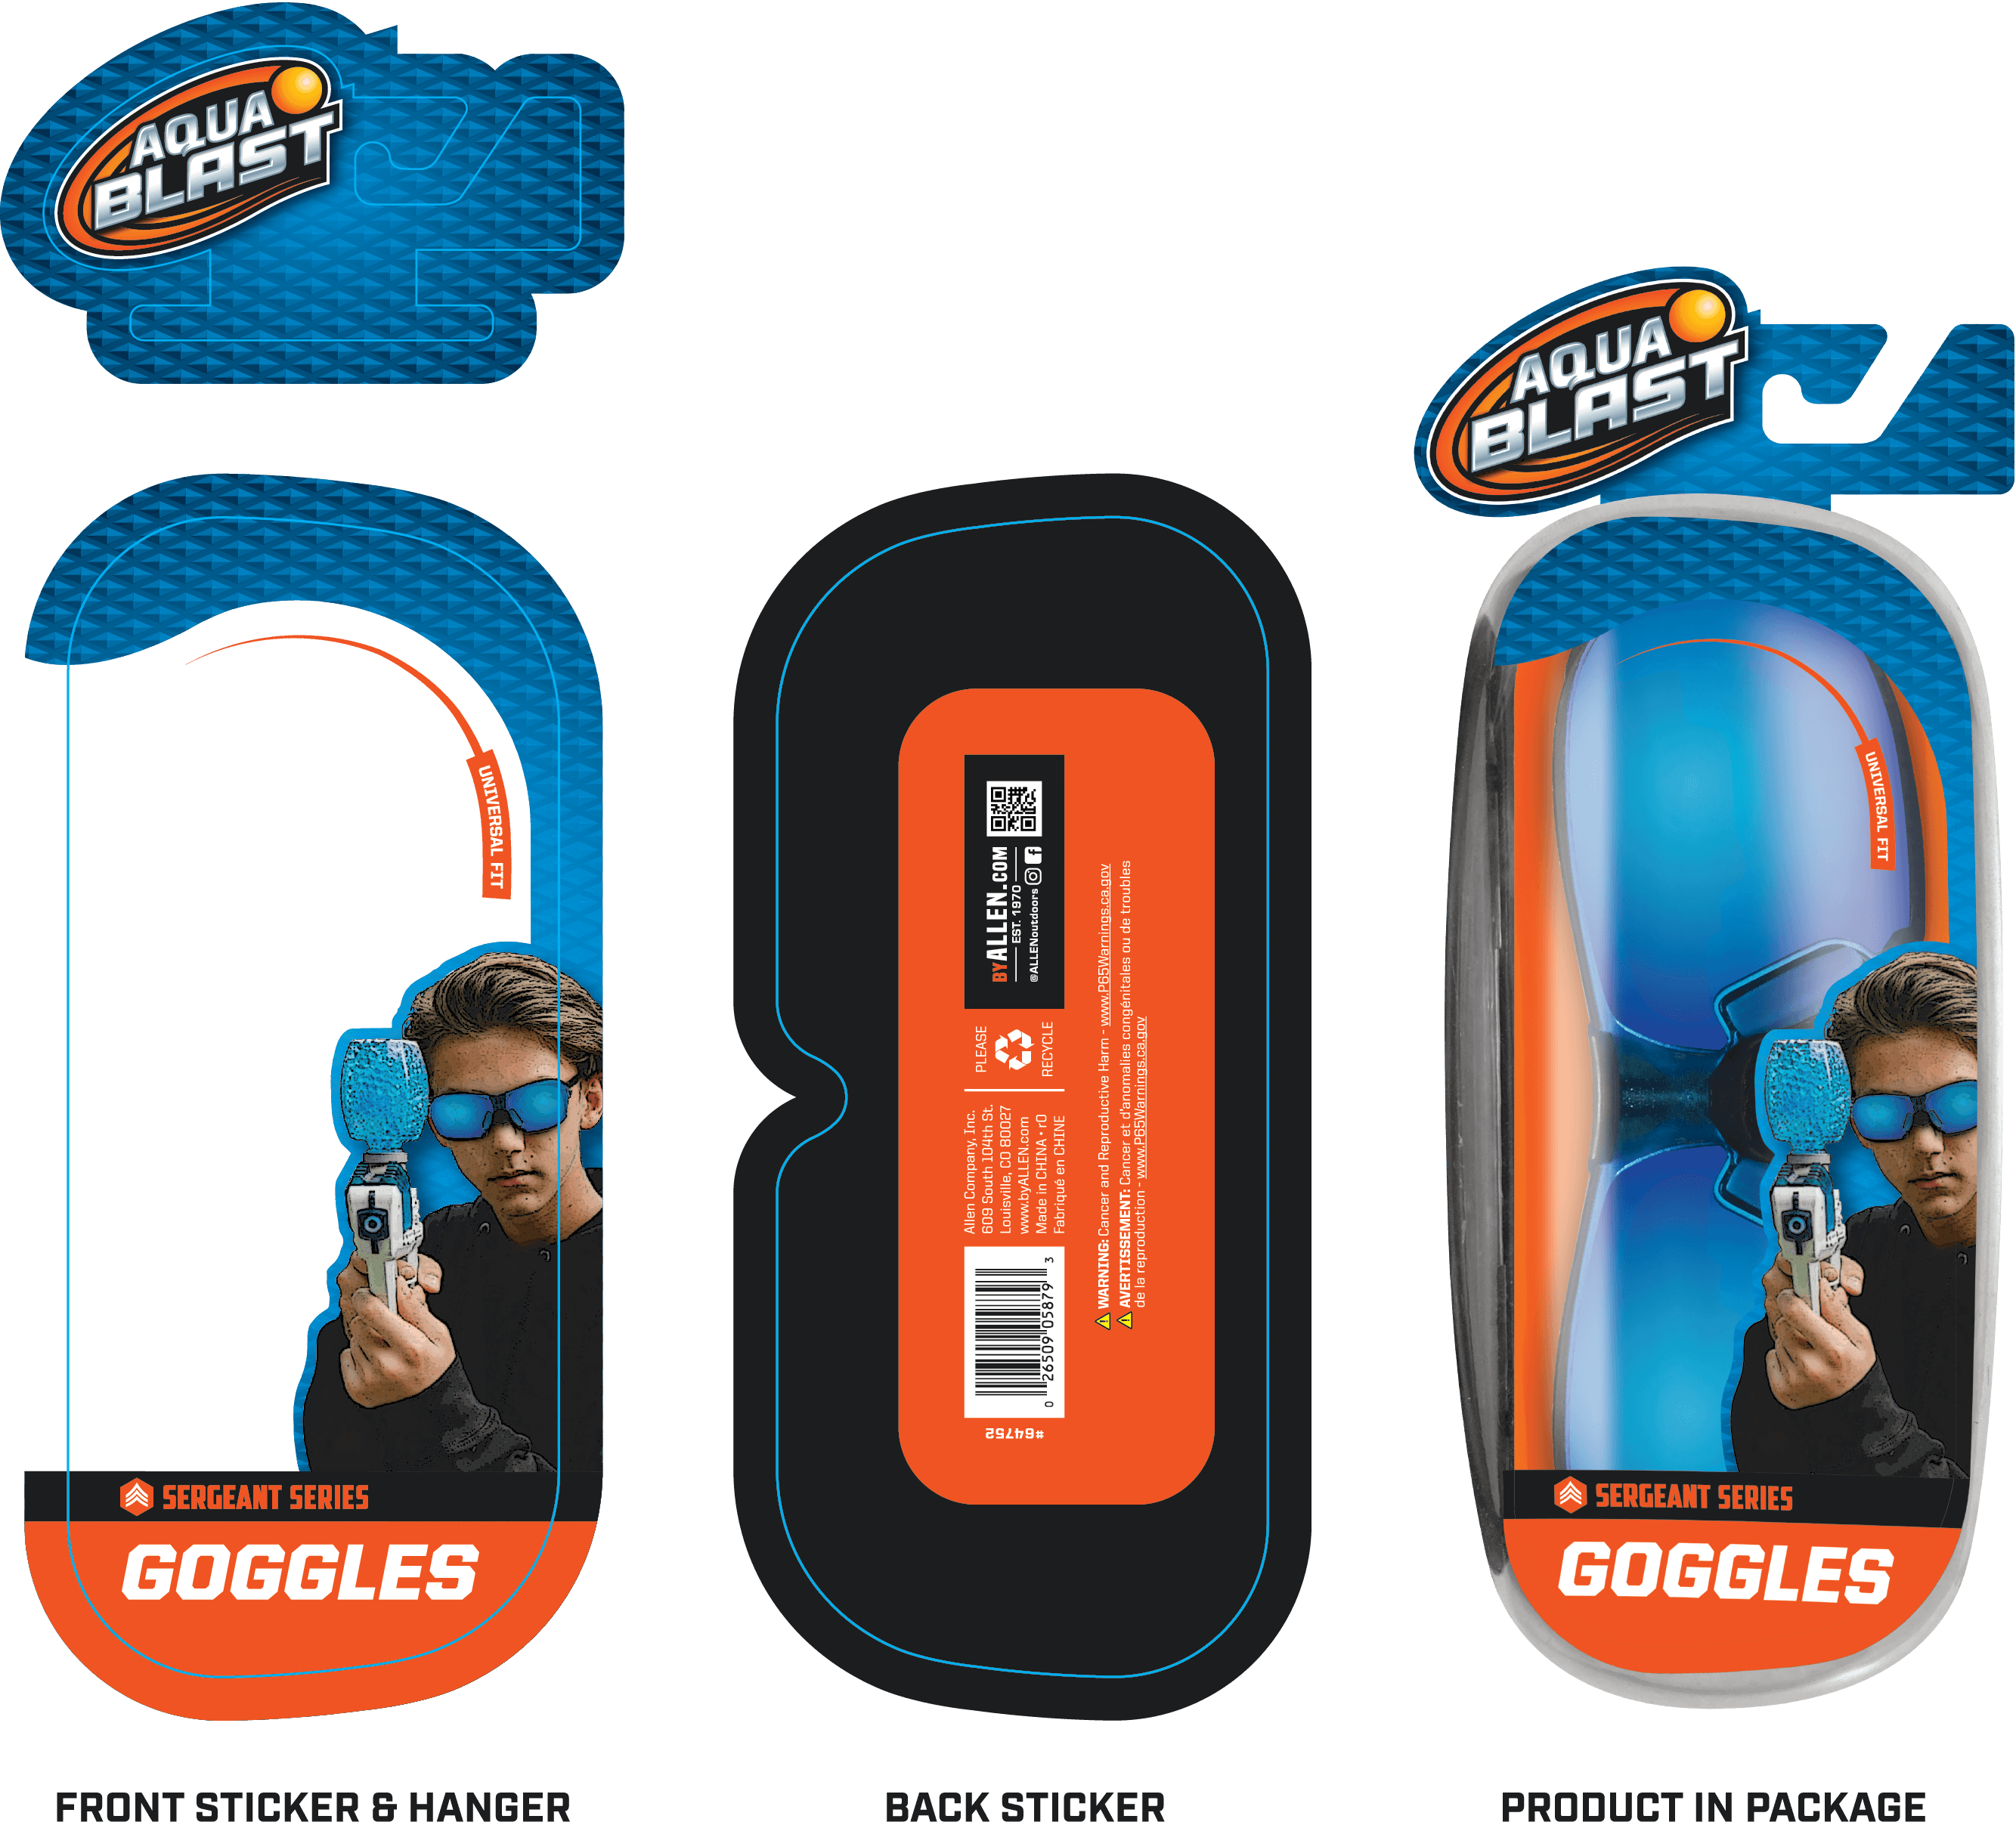 AQUA
BLAST
UNIVERSAL FIT
SERGEANT SERIES
GOGGLES
FRONT STICKER & HANGER
BYALLEN.COM
EST. 1970
@ALLENoutdoors
PLEASE
RECYCLE
Allen Company, Inc.
609 South 104th St.
Louisville, CO 80027
www.byALLEN.com
Made in CHINA • r0
Fabriqué en CHINE
0 26509 05879 3
#64752
WARNING: Cancer and Reproductive Harm - www.P65Warnings.ca.gov
AVERTISSEMENT: Cancer et d'anomalies congénitales ou de troubles
de la reproduction - www.P65Warnings.ca.gov
BACK STICKER
AQUA
BLAST
UNIVERSAL FIT
SERGEANT SERIES
GOGGLES
PRODUCT IN PACKAGE